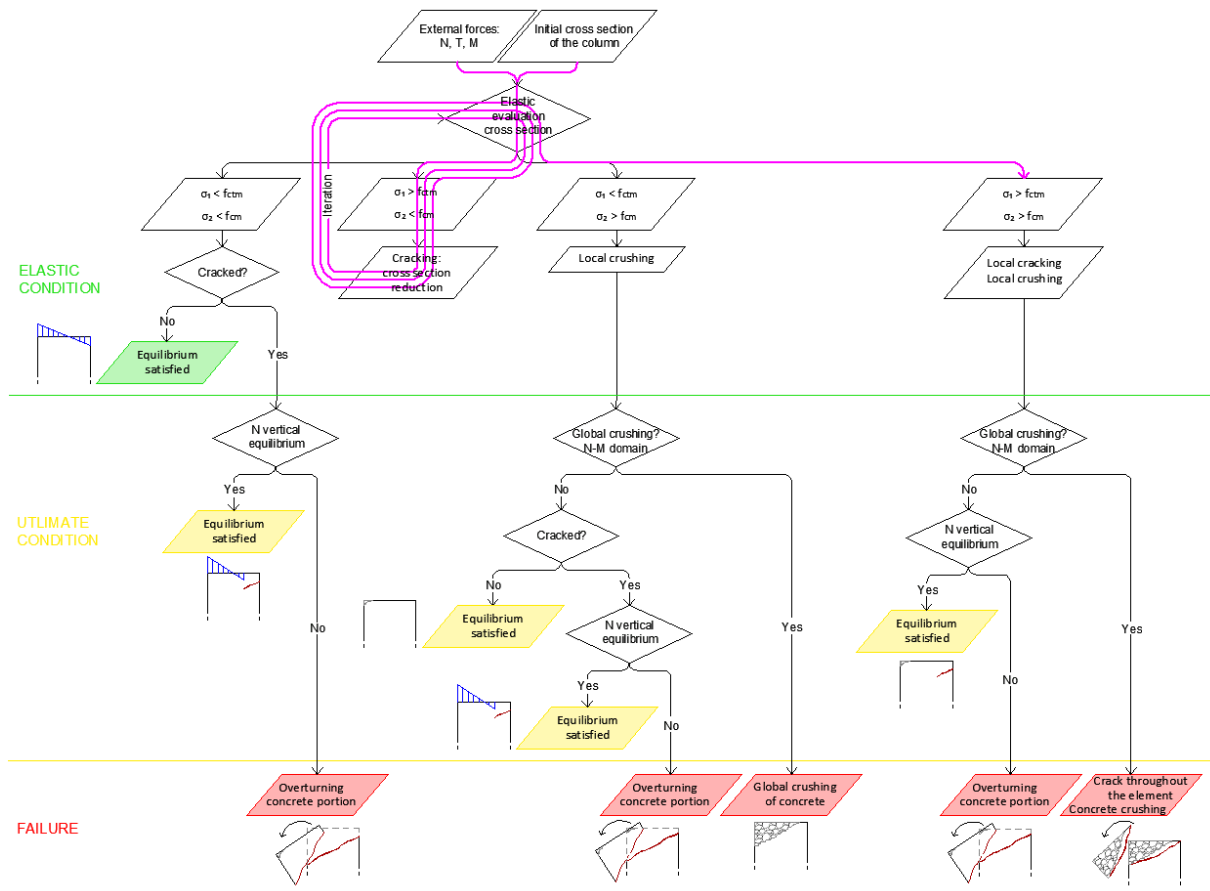 External forces:
N, T, M
Initial cross section
of the column
Elastic
evaluation
cross section
Iteration
σ₁ < fctm
σ₂ < fcm
σ₁ > fctm
σ₂ < fcm
σ₁ < fctm
σ₂ > fcm
σ₁ > fctm
σ₂ > fcm
Cracked?
Cracking:
cross section
reduction
Local crushing
Local cracking
Local crushing
ELASTIC
CONDITION
No
Yes
Equilibrium
satisfied
N vertical
equilibrium
Global crushing?
N-M domain
Global crushing?
N-M domain
Yes
No
No
Equilibrium
satisfied
UTLIMATE
CONDITION
Cracked?
N vertical
equilibrium
No
Yes
Yes
Equilibrium
satisfied
No
Equilibrium
satisfied
N vertical
equilibrium
Yes
Yes
Yes
No
Equilibrium
satisfied
No
Overturning
concrete portion
Overturning
concrete portion
Global crushing
of concrete
Overturning
concrete portion
Crack throughout
the element
Concrete crushing
FAILURE